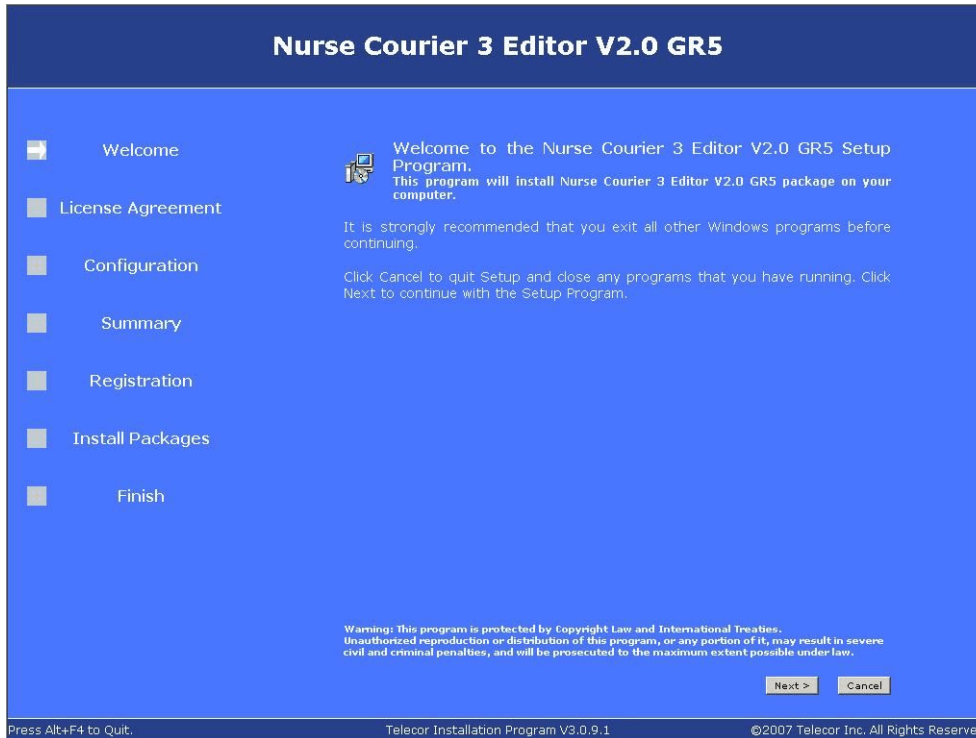 Nurse Courier 3 Editor V2.0 GR5
Welcome
License Agreement
Configuration
Summary
Registration
Install Packages
Finish
Welcome to the Nurse Courier 3 Editor V2.0 GR5 Setup
Program.
This program will install Nurse Courier 3 Editor V2.0 GR5 package on your
computer.
It is strongly recommended that you exit all other Windows programs before
continuing.
Click Cancel to quit Setup and close any programs that you have running. Click
Next to continue with the Setup Program.
Warning: This program is protected by Copyright Law and International Treaties.
Unauthorized reproduction or distribution of this program, or any portion of it, may result in severe
civil and criminal penalties, and will be prosecuted to the maximum extent possible under law.
Next >
Cancel
Press Alt+F4 to Quit.
Telecor Installation Program V3.0.9.1
©2007 Telecor Inc. All Rights Reserve